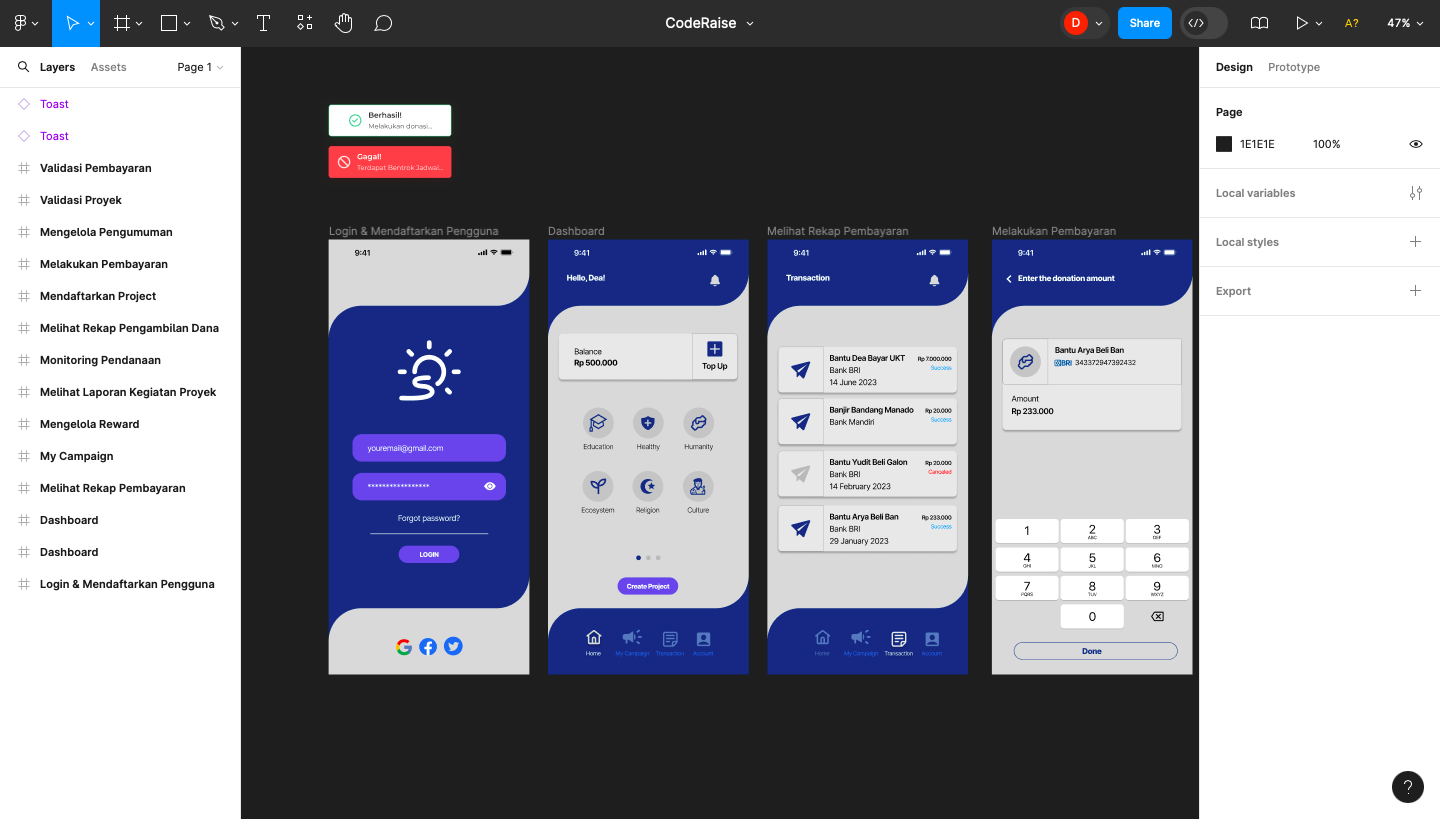 CodeRaise
D
Share
A?
47%
Layers
Assets
Page 1
Toast
Toast
Validasi Pembayaran
Validasi Proyek
Mengelola Pengumuman
Melakukan Pembayaran
Mendaftarkan Project
Melihat Rekap Pengambilan Dana
Monitoring Pendanaan
Melihat Laporan Kegiatan Proyek
Mengelola Reward
My Campaign
Melihat Rekap Pembayaran
Dashboard
Dashboard
Login & Mendaftarkan Pengguna
Berhasil!
Melakukan donasi...
Gagal!
Terdapat Bentrok Jadwal...
Login & Mendaftarkan Pengguna
9:41
youremail@gmail.com
*****************
Forgot password?
LOGIN
Dashboard
9:41
Hello, Dea!
Balance
Rp 500.000
Top Up
Education
Healthy
Humanity
Ecosystem
Religion
Culture
Create Project
Home
My Campaign
Transaction
Account
Melihat Rekap Pembayaran
9:41
Transaction
Bantu Dea Bayar UKT
Rp 7.000.000
Bank BRI
Success
14 June 2023
Banjir Bandang Manado
Rp 20.000
Bank Mandiri
Success
Bantu Yudit Beli Galon
Rp 20.000
Bank BRI
Canceled
14 February 2023
Bantu Arya Beli Ban
Rp 233.000
Bank BRI
Success
29 January 2023
Home
My Campaign
Transaction
Account
Melakukan Pembayaran
9:41
Enter the donation amount
Bantu Arya Beli Ban
BRI 343372947392432
Amount
Rp 233.000
1
2
ABC
3
DEF
4
GHI
5
JKL
6
MNO
7
PQRS
8
TUV
9
WXYZ
0
Done
Design
Prototype
Page
1E1E1E
100%
Local variables
Local styles
Export
?